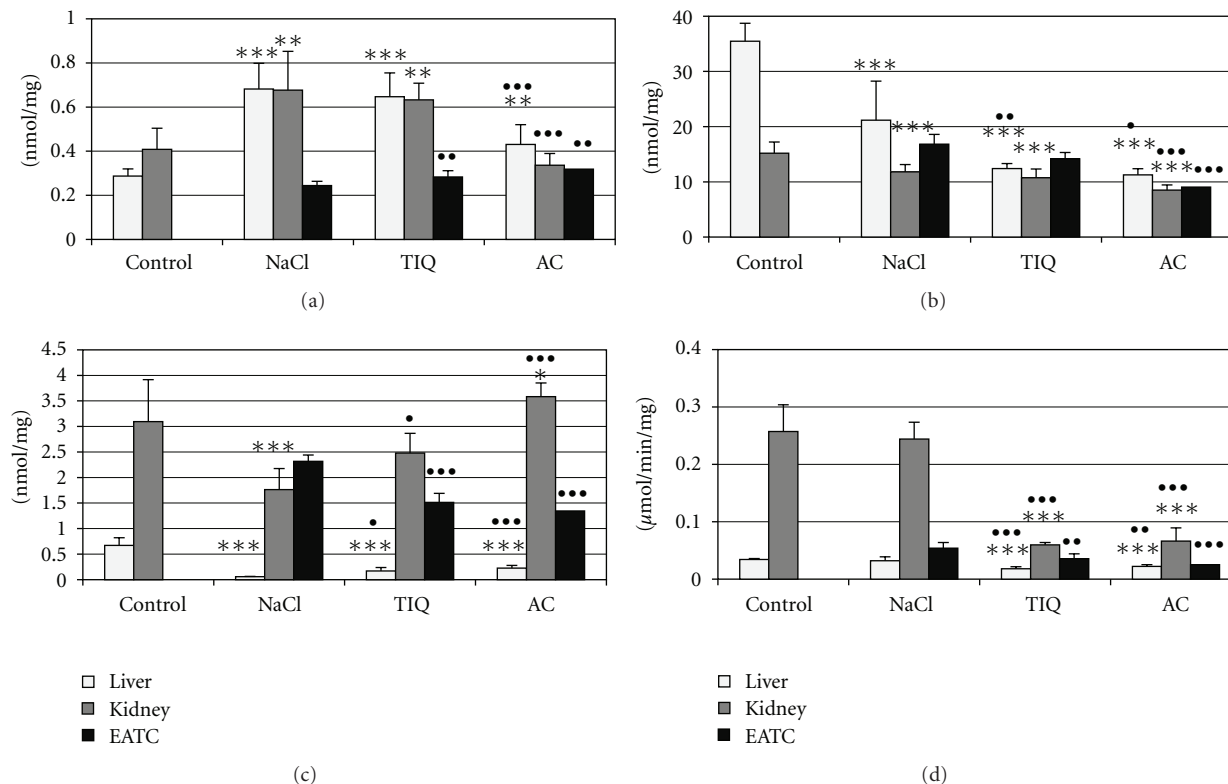 (nmol/mg)
1
0.8
0.6
0.4
0.2
0
*** ** *** ** ••• ** ••• •• ••
Control NaCl TIQ AC
(a)
(nmol/mg)
40
30
20
10
0
*** *** •• *** *** • *** ••• *** •••
Control NaCl TIQ AC
(b)
(nmol/mg)
4.5
4
3.5
3
2.5
2
1.5
1
0.5
0
*** *** • *** • ••• ••• *** ••• * •••
Control NaCl TIQ AC
Liver
Kidney
EATC
(c)
(µmol/min/mg)
0.4
0.3
0.2
0.1
0
••• *** ••• *** •• •• *** ••• *** •••
Control NaCl TIQ AC
Liver
Kidney
EATC
(d)